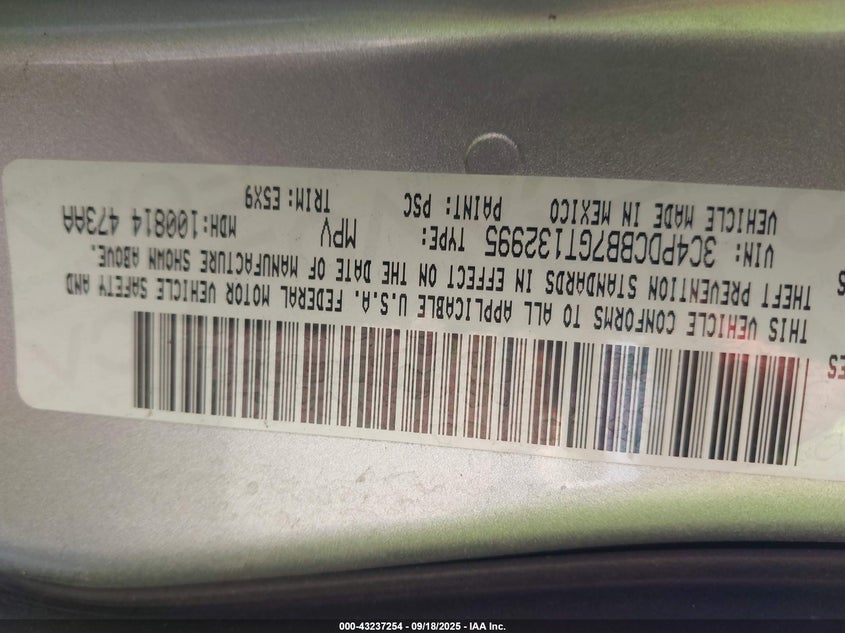 THIS VEHICLE CONFORMS TO ALL APPLICABLE U.S.A. FEDERAL MOTOR VEHICLE SAFETY AND
THEFT PREVENTION STANDARDS IN EFFECT ON THE DATE OF MANUFACTURE SHOWN ABOVE.
VIN: 3C4PDCBB7GT132995 TYPE: MPV MDH:100814 473AA
VEHICLE MADE IN MEXICO PAINT: PSC TRIM: E5X9
000-43237254 - 09/18/2025 - IAA Inc.